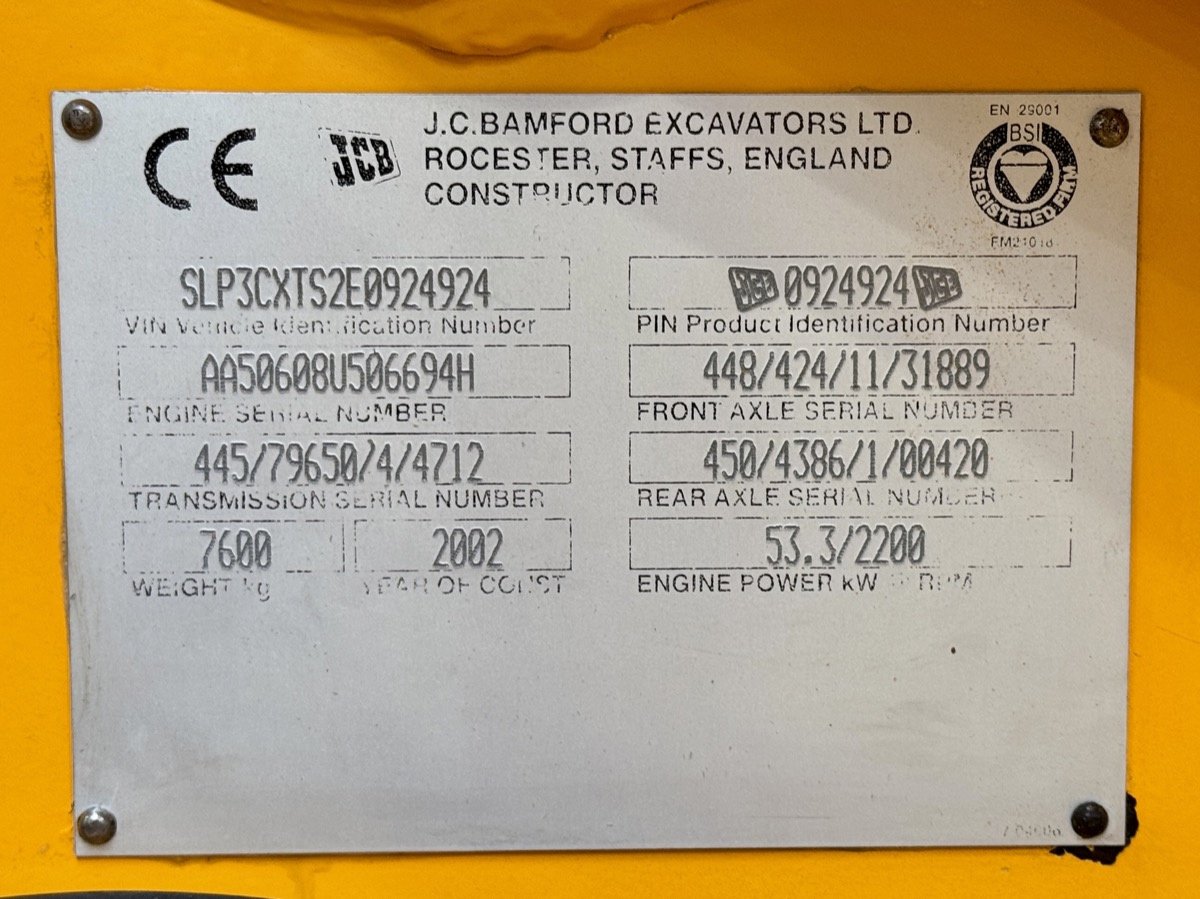 CE JCB J.C.BAMFORD EXCAVATORS LTD.
ROCESTER, STAFFS, ENGLAND
CONSTRUCTOR
EN 29001
BSI
REGISTERED FIRM
SLP3CXTS2E0924924
VIN Vehicle Identification Number
JCB 0924924 JCB
PIN Product Identification Number
AA50608U506694H
ENGINE SERIAL NUMBER
448/424/11/31889
FRONT AXLE SERIAL NUMBER
445/79650/4/4712
TRANSMISSION SERIAL NUMBER
450/4386/1/00420
REAR AXLE SERIAL NUMBER
7600
WEIGHT kg
2002
YEAR OF CONST
53.3/2200
ENGINE POWER kW RPM